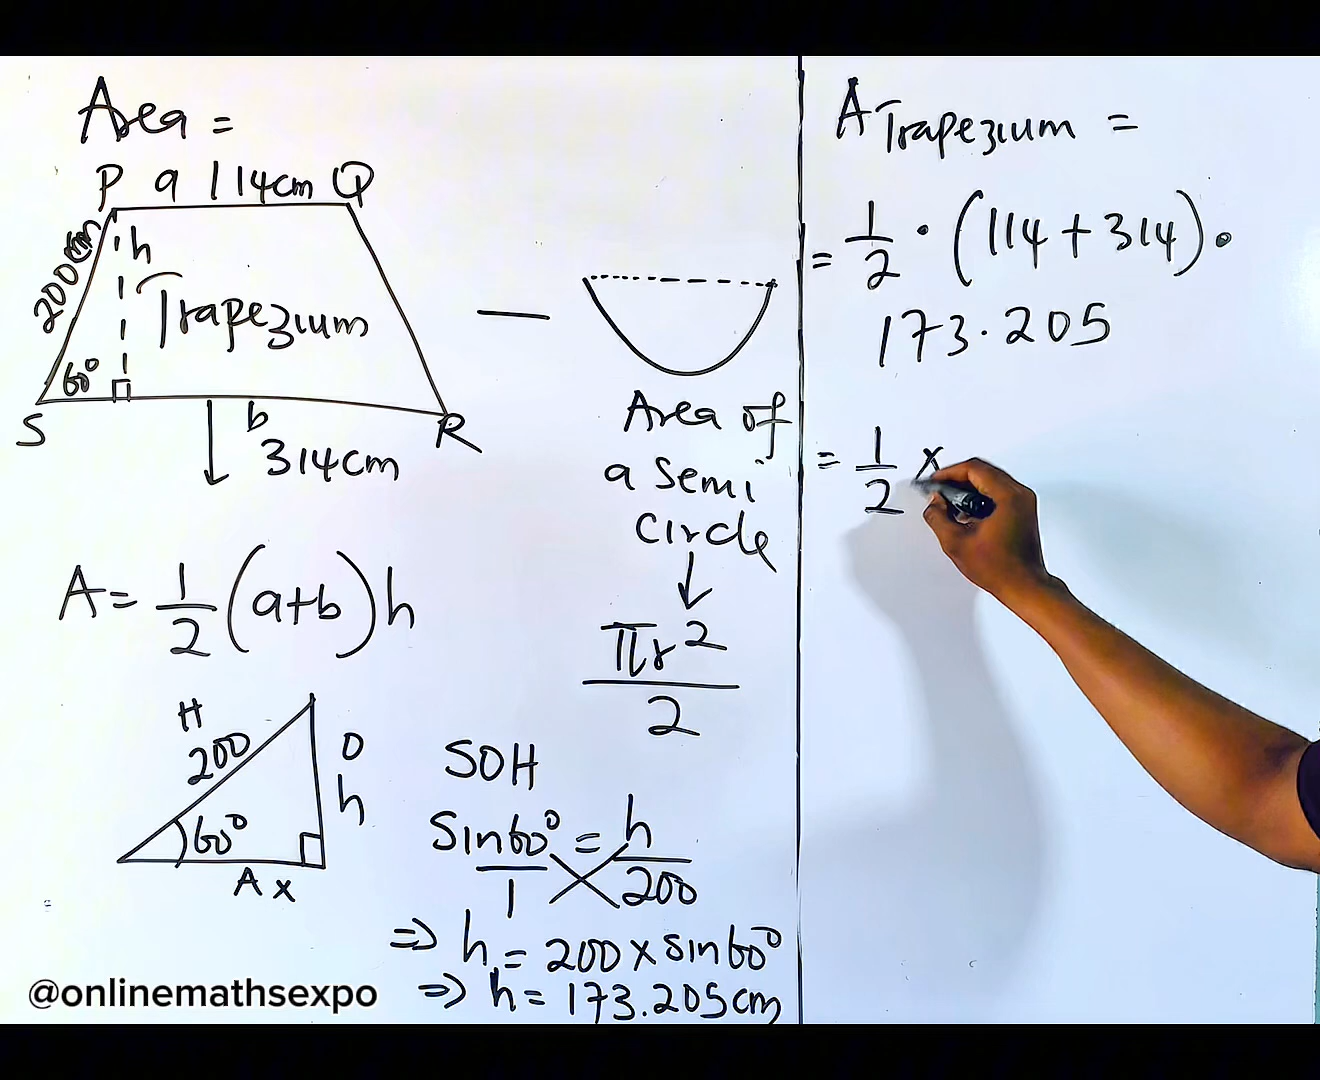 Area =
P a 114cm Q
200cm
h
Trapezium
60°
S
b
R
314cm
—
Area of
a semi
circle
πr²
2
A = 1/2 (a+b)h
H
200
O
h
60°
A x
SOH
Sin60° = h
1 200
⇒ h = 200 x sin60°
⇒ h = 173.205cm
@onlinemathsexpo
A Trapezium =
= 1/2 · (114 + 314) ·
173.205
= 1/2 x